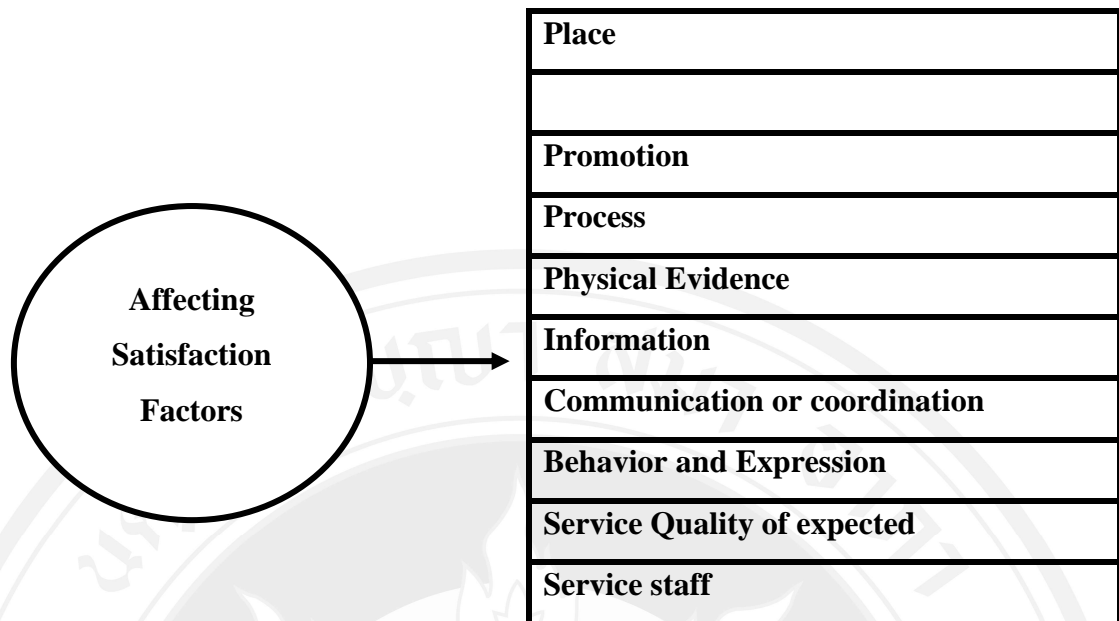 Place
Promotion
Process
Physical Evidence
Affecting
Satisfaction
Factors
Information
Communication or coordination
Behavior and Expression
Service Quality of expected
Service staff